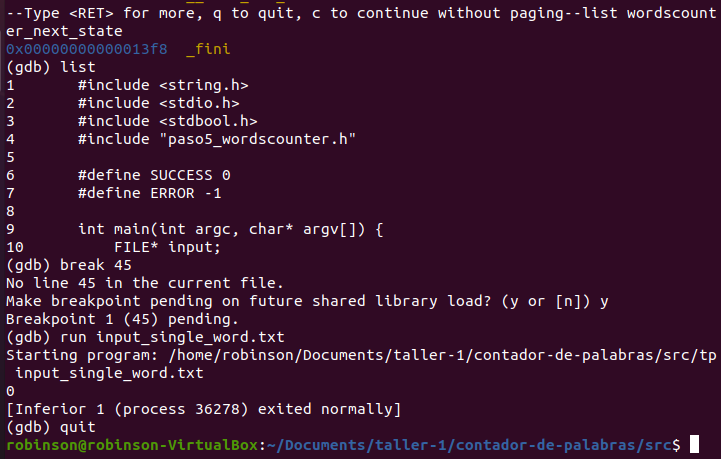 --Type <RET> for more, q to quit, c to continue without paging--list wordscount
er_next_state
0x00000000000013f8  _fini
(gdb) list
1       #include <string.h>
2       #include <stdio.h>
3       #include <stdbool.h>
4       #include "paso5_wordscounter.h"
5
6       #define SUCCESS 0
7       #define ERROR -1
8
9       int main(int argc, char* argv[]) {
10          FILE* input;
(gdb) break 45
No line 45 in the current file.
Make breakpoint pending on future shared library load? (y or [n]) y
Breakpoint 1 (45) pending.
(gdb) run input_single_word.txt
Starting program: /home/robinson/Documents/taller-1/contador-de-palabras/src/tp
 input_single_word.txt
0
[Inferior 1 (process 36278) exited normally]
(gdb) quit
robinson@robinson-VirtualBox:~/Documents/taller-1/contador-de-palabras/src$